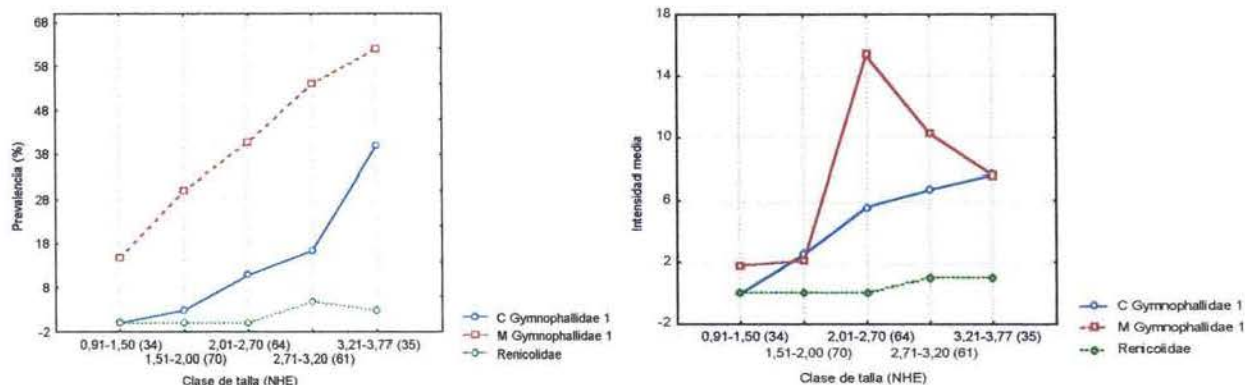 68
58
48
38
28
18
8
-2
Prevalencia (%)
0,91-1,50 (34) 2,01-2,70 (64) 3,21-3,77 (35)
1,51-2,00 (70) 2,71-3,20 (61)
Clase de talla (NHE)
C Gymnophallidae 1
M Gymnophallidae 1
Renicolidae
18
14
10
6
2
-2
Intensidad media
0,91-1,50 (34) 2,01-2,70 (64) 3,21-3,77 (35)
1,51-2,00 (70) 2,71-3,20 (61)
Clase de talla (NHE)
C Gymnophallidae 1
M Gymnophallidae 1
Renicolidae